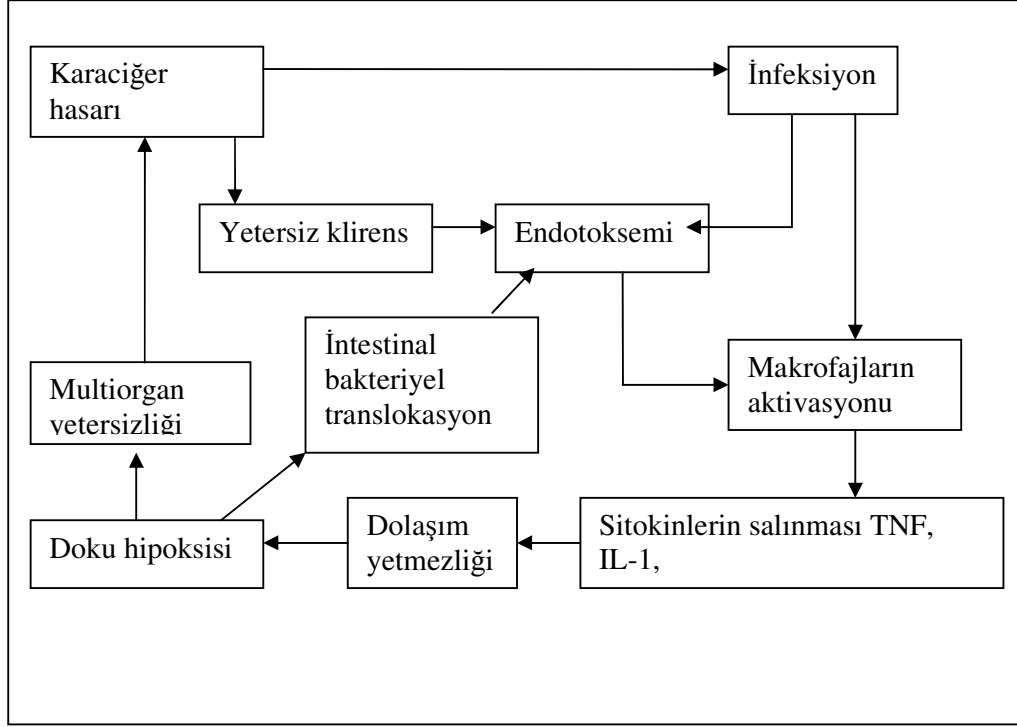 Karaciğer
hasarı
İnfeksiyon
Yetersiz klirens
Endotoksemi
İntestinal
bakteriyel
translokasyon
Makrofajların
aktivasyonu
Multiorgan
yetersizliği
Doku hipoksisi
Dolaşım
yetmezliği
Sitokinlerin salınması TNF,
IL-1,